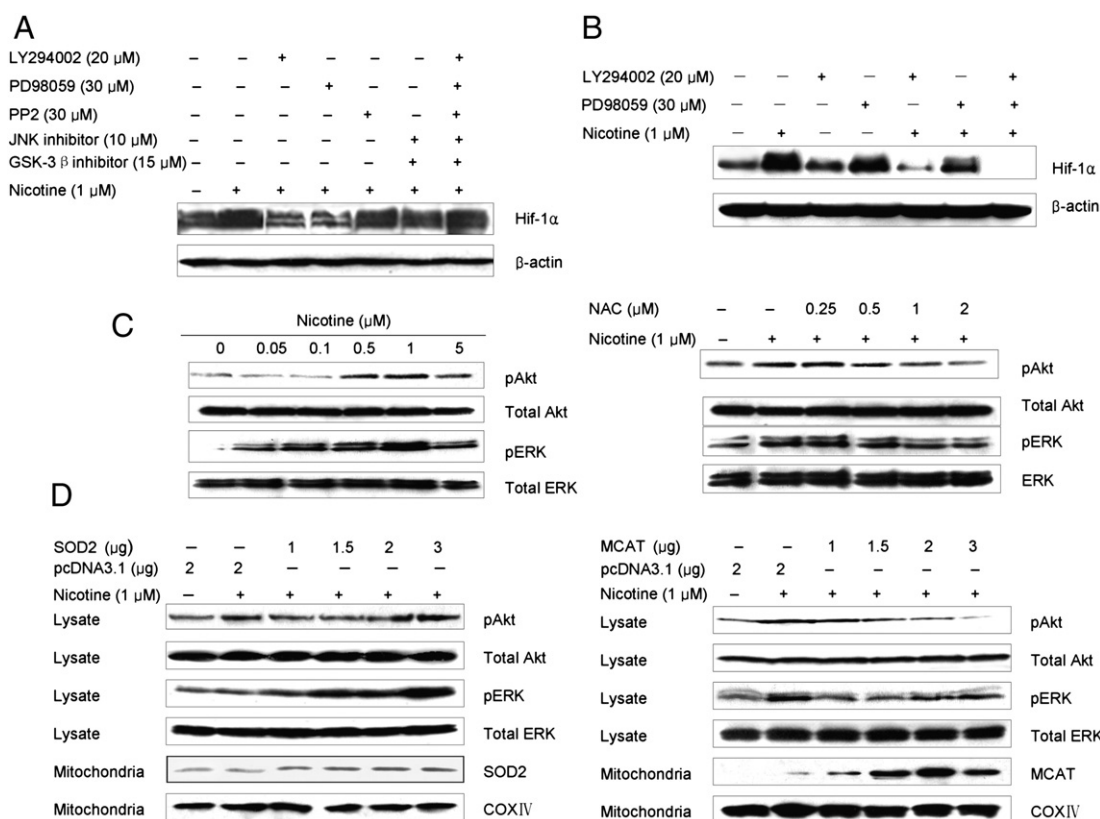 A
LY294002 (20 µM) – – + – – – +
PD98059 (30 µM) – – – + – – +
PP2 (30 µM) – – – – + – +
JNK inhibitor (10 µM) – – – – – + +
GSK-3 β inhibitor (15 µM) – – – – – + +
Nicotine (1 µM) – + + + + + +
Hif-1α
β-actin
B
LY294002 (20 µM) – – + – + – +
PD98059 (30 µM) – – – + – + +
Nicotine (1 µM) – + – – + + +
Hif-1α
β-actin
C
Nicotine (µM)
0 0.05 0.1 0.5 1 5
pAkt
Total Akt
pERK
Total ERK
NAC (µM) – – 0.25 0.5 1 2
Nicotine (1 µM) – + + + + +
pAkt
Total Akt
pERK
ERK
D
SOD2 (µg) – – 1 1.5 2 3
pcDNA3.1 (µg) 2 2 – – – –
Nicotine (1 µM) – + + + + +
Lysate pAkt
Lysate Total Akt
Lysate pERK
Lysate Total ERK
Mitochondria SOD2
Mitochondria COXIV
MCAT (µg) – – 1 1.5 2 3
pcDNA3.1 (µg) 2 2 – – – –
Nicotine (1 µM) – + + + + +
Lysate pAkt
Lysate Total Akt
Lysate pERK
Lysate Total ERK
Mitochondria MCAT
Mitochondria COXIV